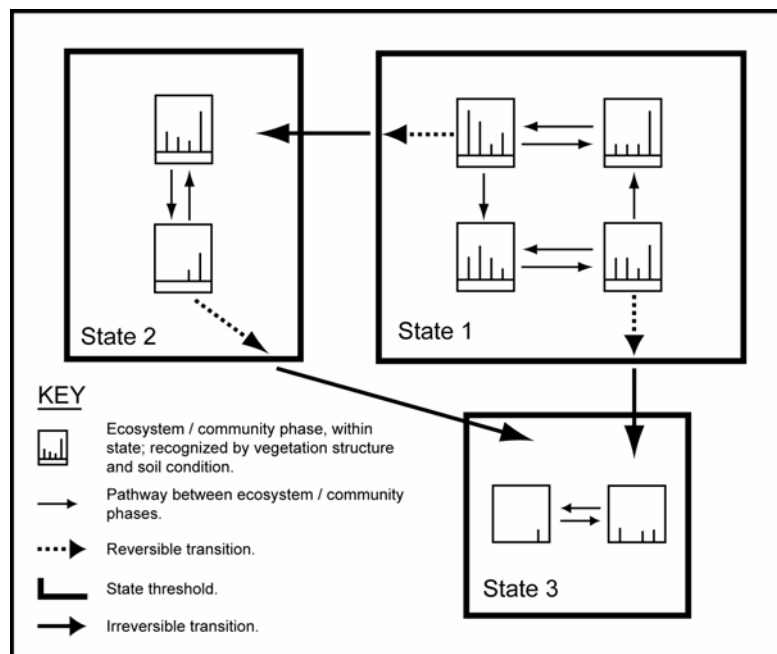 State 2
State 1
State 3
KEY
Ecosystem / community phase, within
state; recognized by vegetation structure
and soil condition.
Pathway between ecosystem / community
phases.
Reversible transition.
State threshold.
Irreversible transition.